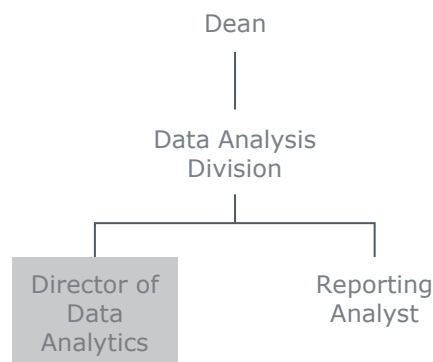 Dean
Data Analysis
Division
Director of
Data
Analytics
Reporting
Analyst